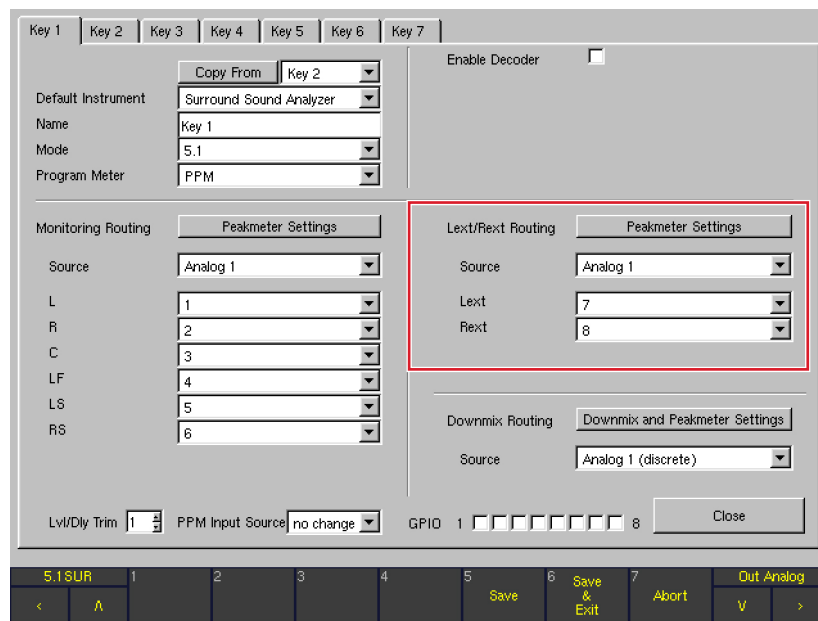 Key 1 Key 2 Key 3 Key 4 Key 5 Key 6 Key 7
Copy From Key 2
Enable Decoder
Default Instrument Surround Sound Analyzer
Name Key 1
Mode 5.1
Program Meter PPM
Monitoring Routing Peakmeter Settings
Source Analog 1
L 1
R 2
C 3
LF 4
LS 5
RS 6
Lext/Rext Routing Peakmeter Settings
Source Analog 1
Lext 7
Rext 8
Downmix Routing Downmix and Peakmeter Settings
Source Analog 1 (discrete)
Lvl/Dly Trim 1 PPM Input Source no change GPIO 1 8 Close
5.1SUR 1 2 3 4 5 6 7 Out Analog
< Λ Save Save & Exit Abort V >